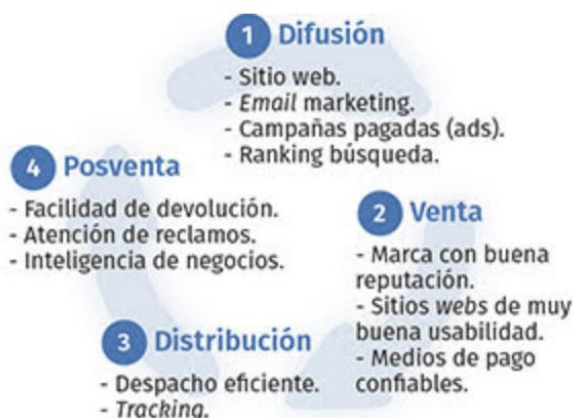 1 Difusión
- Sitio web.
- Email marketing.
- Campañas pagadas (ads).
- Ranking búsqueda.
2 Venta
- Marca con buena
reputación.
- Sitios webs de muy
buena usabilidad.
- Medios de pago
confiables.
3 Distribución
- Despacho eficiente.
- Tracking.
4 Posventa
- Facilidad de devolución.
- Atención de reclamos.
- Inteligencia de negocios.